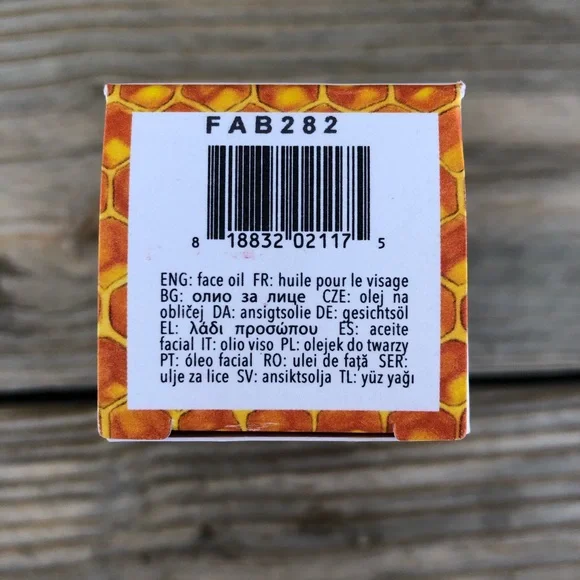 FAB282
8 18832 02117 5
ENG: face oil FR: huile pour le visage
BG: олио за лице CZE: olej na
obličej DA: ansigtsolie DE: gesichtsöl
EL: λάδι προσώπου ES: aceite
facial IT: olio viso PL: olejek do twarzy
PT: óleo facial RO: ulei de față SER:
ulje za lice SV: ansiktsolja TL: yüz yağı